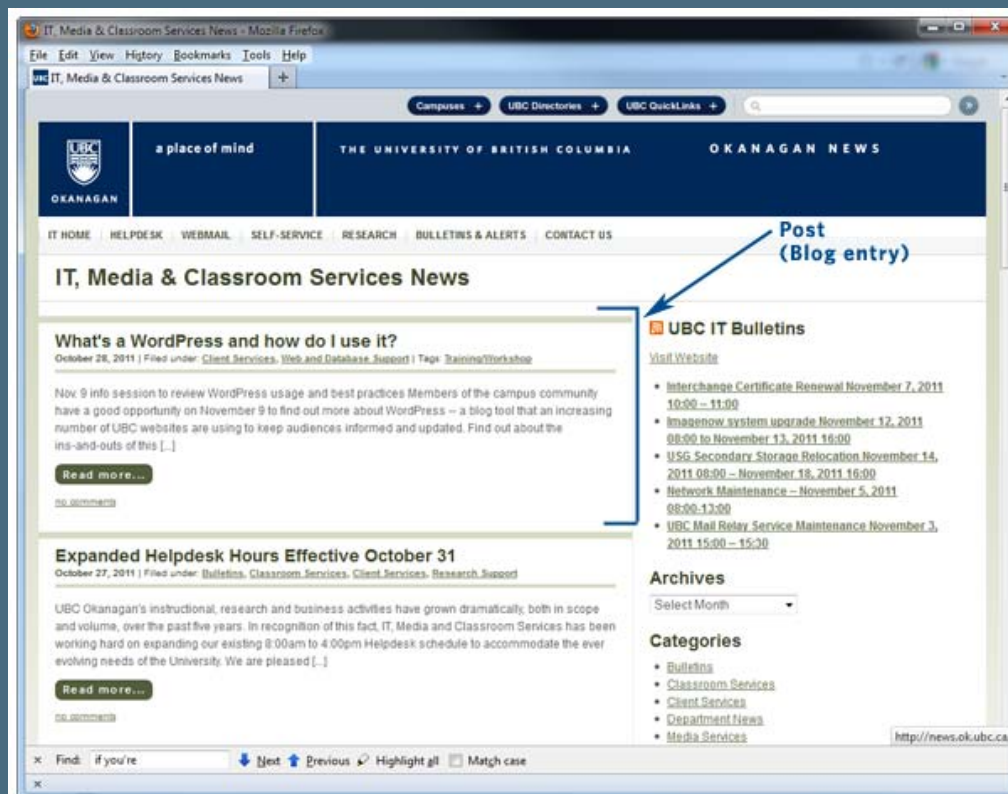 IT, Media & Classroom Services News - Mozilla Firefox
File Edit View History Bookmarks Tools Help
UBC IT, Media & Classroom Services News +
Campuses + UBC Directories + UBC QuickLinks +
UBC
OKANAGAN
a place of mind
THE UNIVERSITY OF BRITISH COLUMBIA
OKANAGAN NEWS
IT HOME HELPDESK WEBMAIL SELF-SERVICE RESEARCH BULLETINS & ALERTS CONTACT US
Post
(Blog entry)
IT, Media & Classroom Services News
What's a WordPress and how do I use it?
October 28, 2011 | Filed under: Client Services, Web and Database Support | Tags: Training/Workshop
Nov. 9 info session to review WordPress usage and best practices Members of the campus community
have a good opportunity on November 9 to find out more about WordPress – a blog tool that an increasing
number of UBC websites are using to keep audiences informed and updated. Find out about the
ins-and-outs of this [...]
Read more...
no comments
Expanded Helpdesk Hours Effective October 31
October 27, 2011 | Filed under: Bulletins, Classroom Services, Client Services, Research Support
UBC Okanagan's instructional, research and business activities have grown dramatically, both in scope
and volume, over the past five years. In recognition of this fact, IT, Media and Classroom Services has been
working hard on expanding our existing 8:00am to 4:00pm Helpdesk schedule to accommodate the ever
evolving needs of the University. We are pleased [...]
Read more...
no comments
UBC IT Bulletins
Visit Website
• Interchange Certificate Renewal November 7, 2011
10:00 – 11:00
• Imagenow system upgrade November 12, 2011
08:00 to November 13, 2011 16:00
• USG Secondary Storage Relocation November 14,
2011 08:00 – November 18, 2011 16:00
• Network Maintenance – November 5, 2011
08:00-13:00
• UBC Mail Relay Service Maintenance November 3,
2011 15:00 – 15:30
Archives
Select Month
Categories
• Bulletins
• Classroom Services
• Client Services
• Department News
• Media Services
http://news.ok.ubc.ca
× Find: if you're Next Previous Highlight all Match case
×